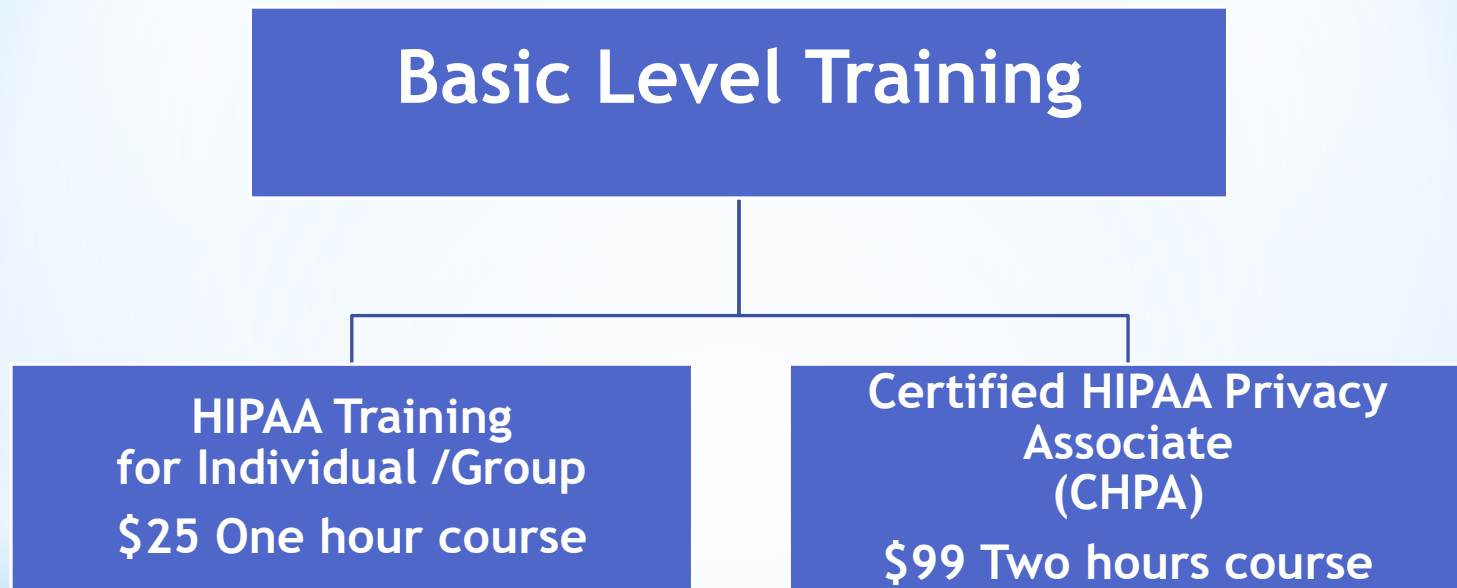 Basic Level Training
HIPAA Training
for Individual /Group
$25 One hour course
Certified HIPAA Privacy
Associate
(CHPA)
$99 Two hours course